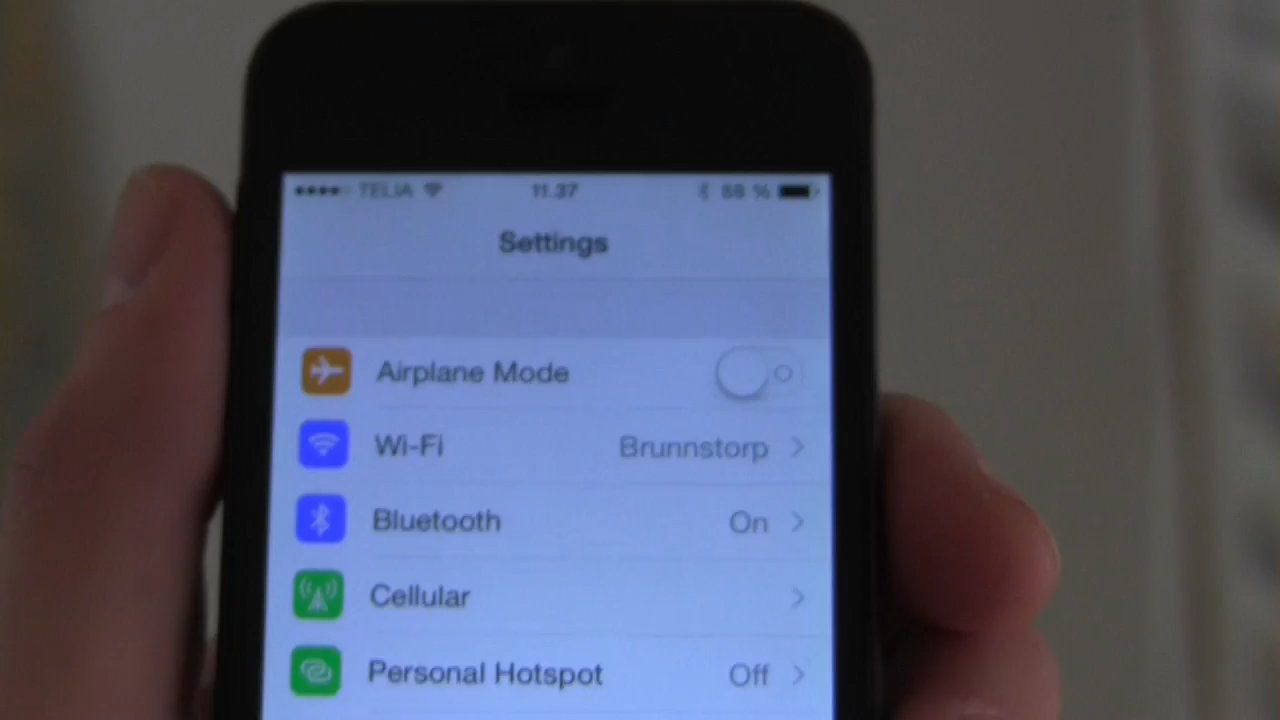 TELIA 11.37 88 %
Settings
Airplane Mode
Wi-Fi Brunnstorp
Bluetooth On
Cellular
Personal Hotspot Off